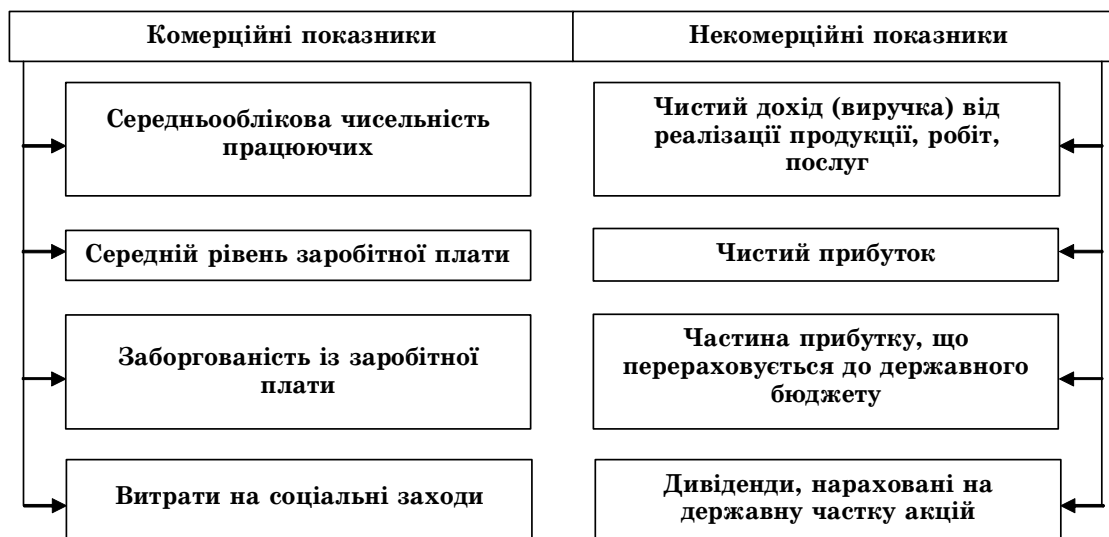 Комерційні показники
Некомерційні показники
Середньооблікова чисельність
працюючих
Чистий дохід (виручка) від
реалізації продукції, робіт,
послуг
Середній рівень заробітної плати
Чистий прибуток
Заборгованість із заробітної
плати
Частина прибутку, що
перераховується до державного
бюджету
Витрати на соціальні заходи
Дивіденди, нараховані на
державну частку акцій